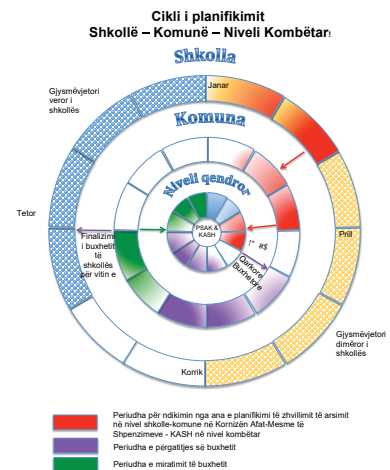 Cikli i planifikimit
Shkollë – Komunë – Niveli Kombëtar
Shkolla
Gjysmëvjetori
veror i
shkollës
Janar
Komuna
Niveli qendror
Tetor
PSAK &
KASH
Prill
Finalizimi
i buxhetit
të
shkollës
për vitin e
!" #$
Qarkorë
Buxhetore
Gjysmëvjetori
dimëror i
shkollës
Korrik
Periudha për ndikimin nga ana e planifikimi të zhvillimit të arsimit
në nivel shkolle-komune në Kornizën Afat-Mesme të
Shpenzimeve - KASH në nivel kombëtar
Periudha e përgatitjes së buxhetit
Periudha e miratimit të buxhetit